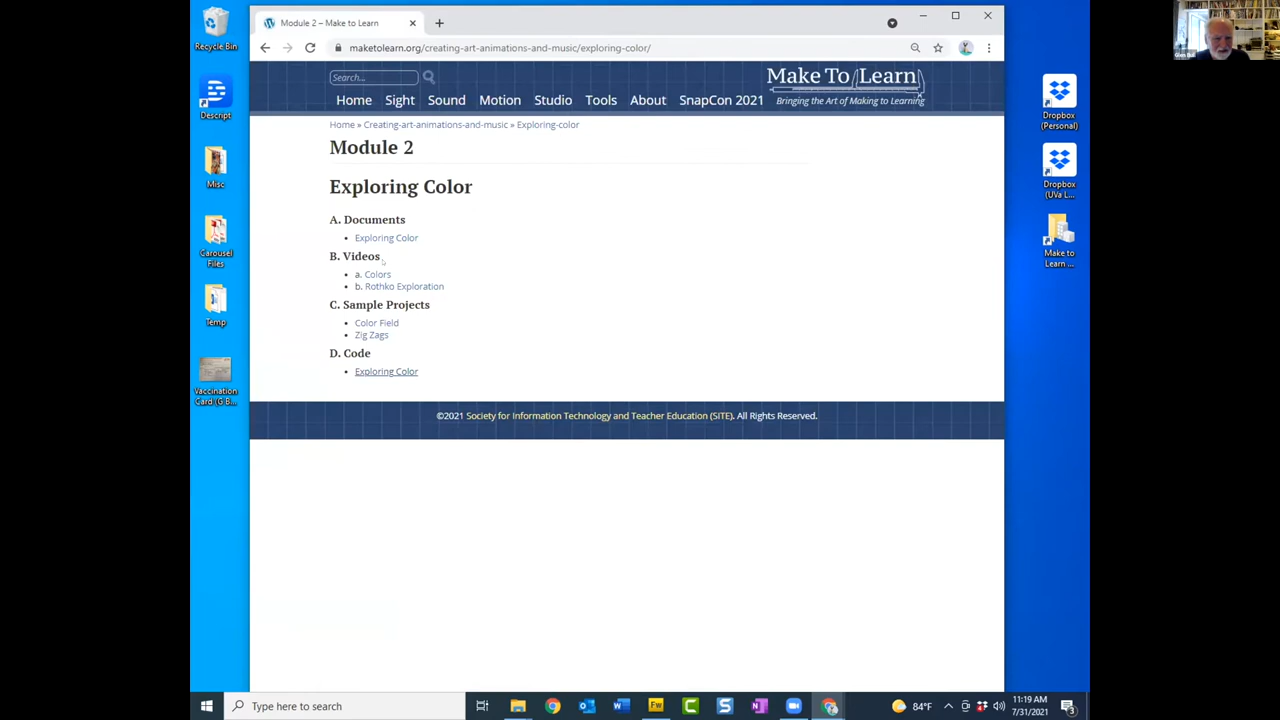 Recycle Bin
Descript
Misc
Carousel
Files
Temp
Vaccination
Card (G B...
Module 2 – Make to Learn
maketolearn.org/creating-art-animations-and-music/exploring-color/
Search...
Make To Learn
Bringing the Art of Making to Learning
Home Sight Sound Motion Studio Tools About SnapCon 2021
Home » Creating-art-animations-and-music » Exploring-color
Module 2
Exploring Color
A. Documents
• Exploring Color
B. Videos
• a. Colors
• b. Rothko Exploration
C. Sample Projects
• Color Field
• Zig Zags
D. Code
• Exploring Color
©2021 Society for Information Technology and Teacher Education (SITE). All Rights Reserved.
Dropbox
(Personal)
Dropbox
(UVa L...
Make to
Learn ...
Glen Bull
Type here to search
84°F
11:19 AM
7/31/2021
3